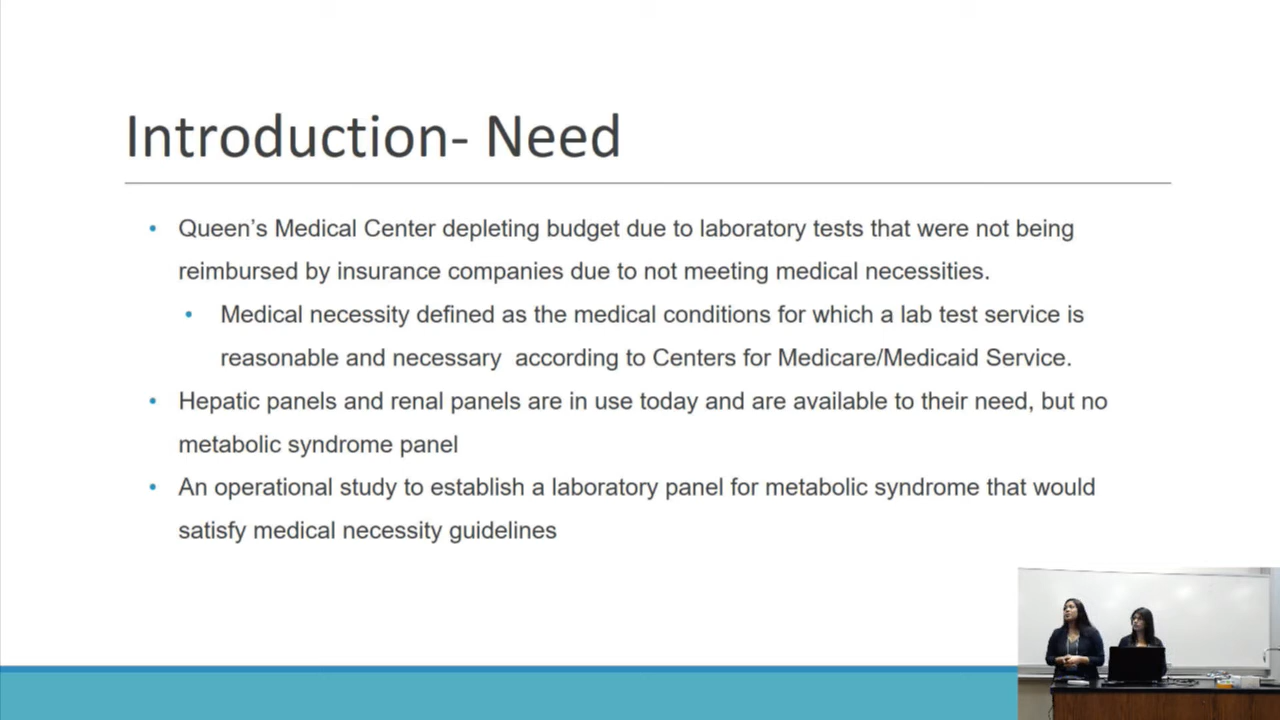 Introduction- Need
• Queen’s Medical Center depleting budget due to laboratory tests that were not being
reimbursed by insurance companies due to not meeting medical necessities.
• Medical necessity defined as the medical conditions for which a lab test service is
reasonable and necessary  according to Centers for Medicare/Medicaid Service.
• Hepatic panels and renal panels are in use today and are available to their need, but no
metabolic syndrome panel
• An operational study to establish a laboratory panel for metabolic syndrome that would
satisfy medical necessity guidelines